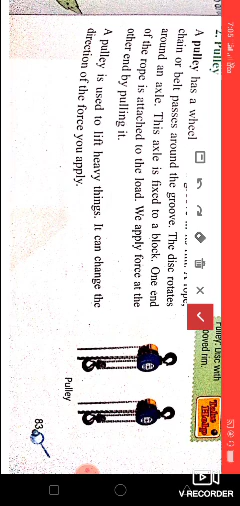 7:05
2. Pulley
A pulley has a wheel
chain or belt passes around the groove. The disc rotates
around an axle. This axle is fixed to a block. One end
of the rope is attached to the load. We apply force at the
other end by pulling it.
A pulley is used to lift heavy things. It can change the
direction of the force you apply.
Pulley: Disc with
ooved rim.
Pulley
83
V-RECORDER